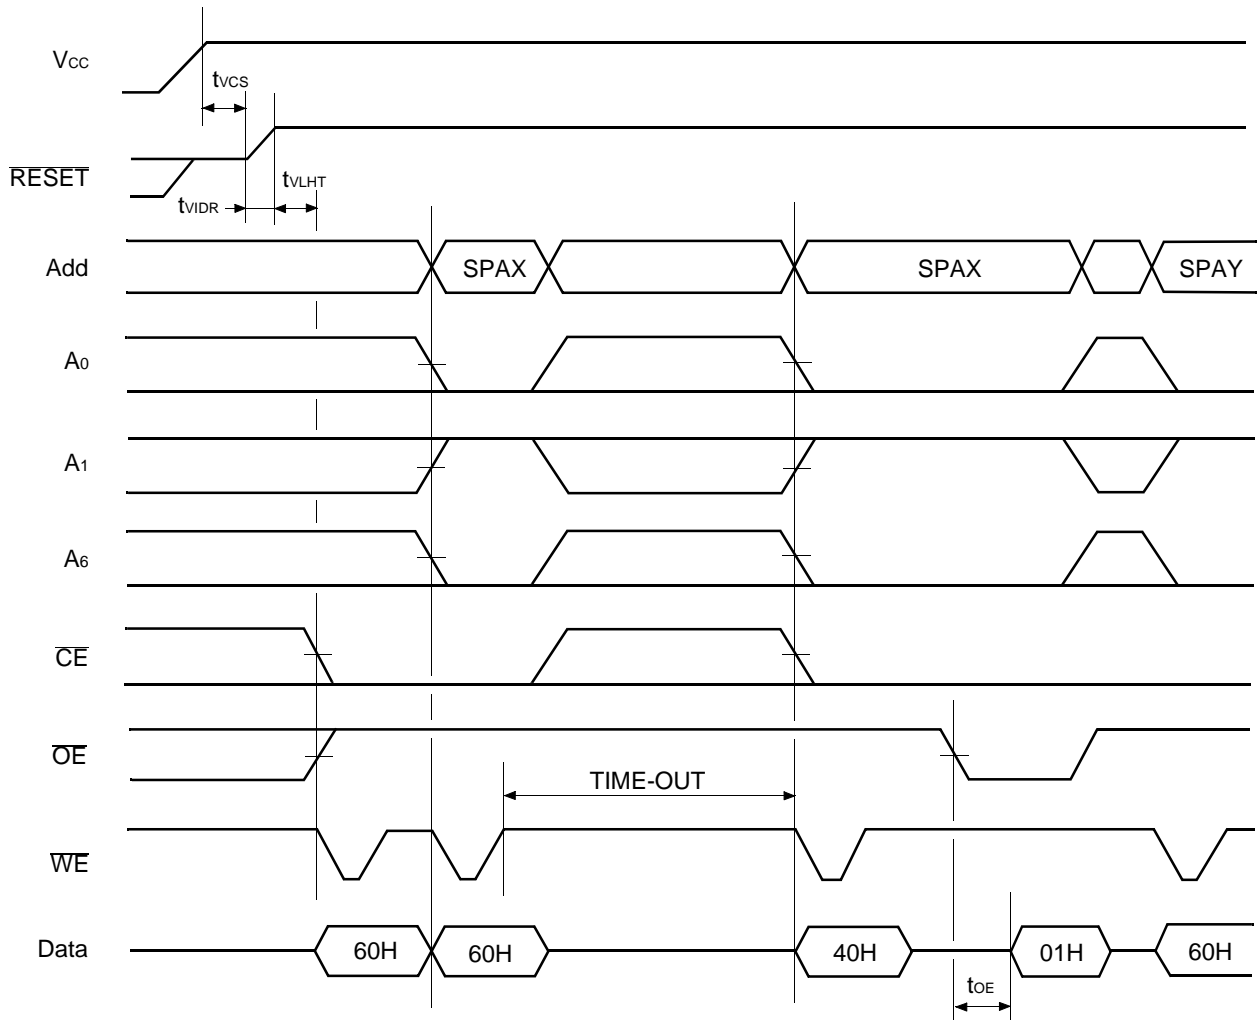 VCC
tVCS
RESET
tVLHT
tVIDR
Add SPAX SPAX SPAY
A0
A1
A6
CE
OE
TIME-OUT
WE
Data 60H 60H 40H 01H 60H
tOE